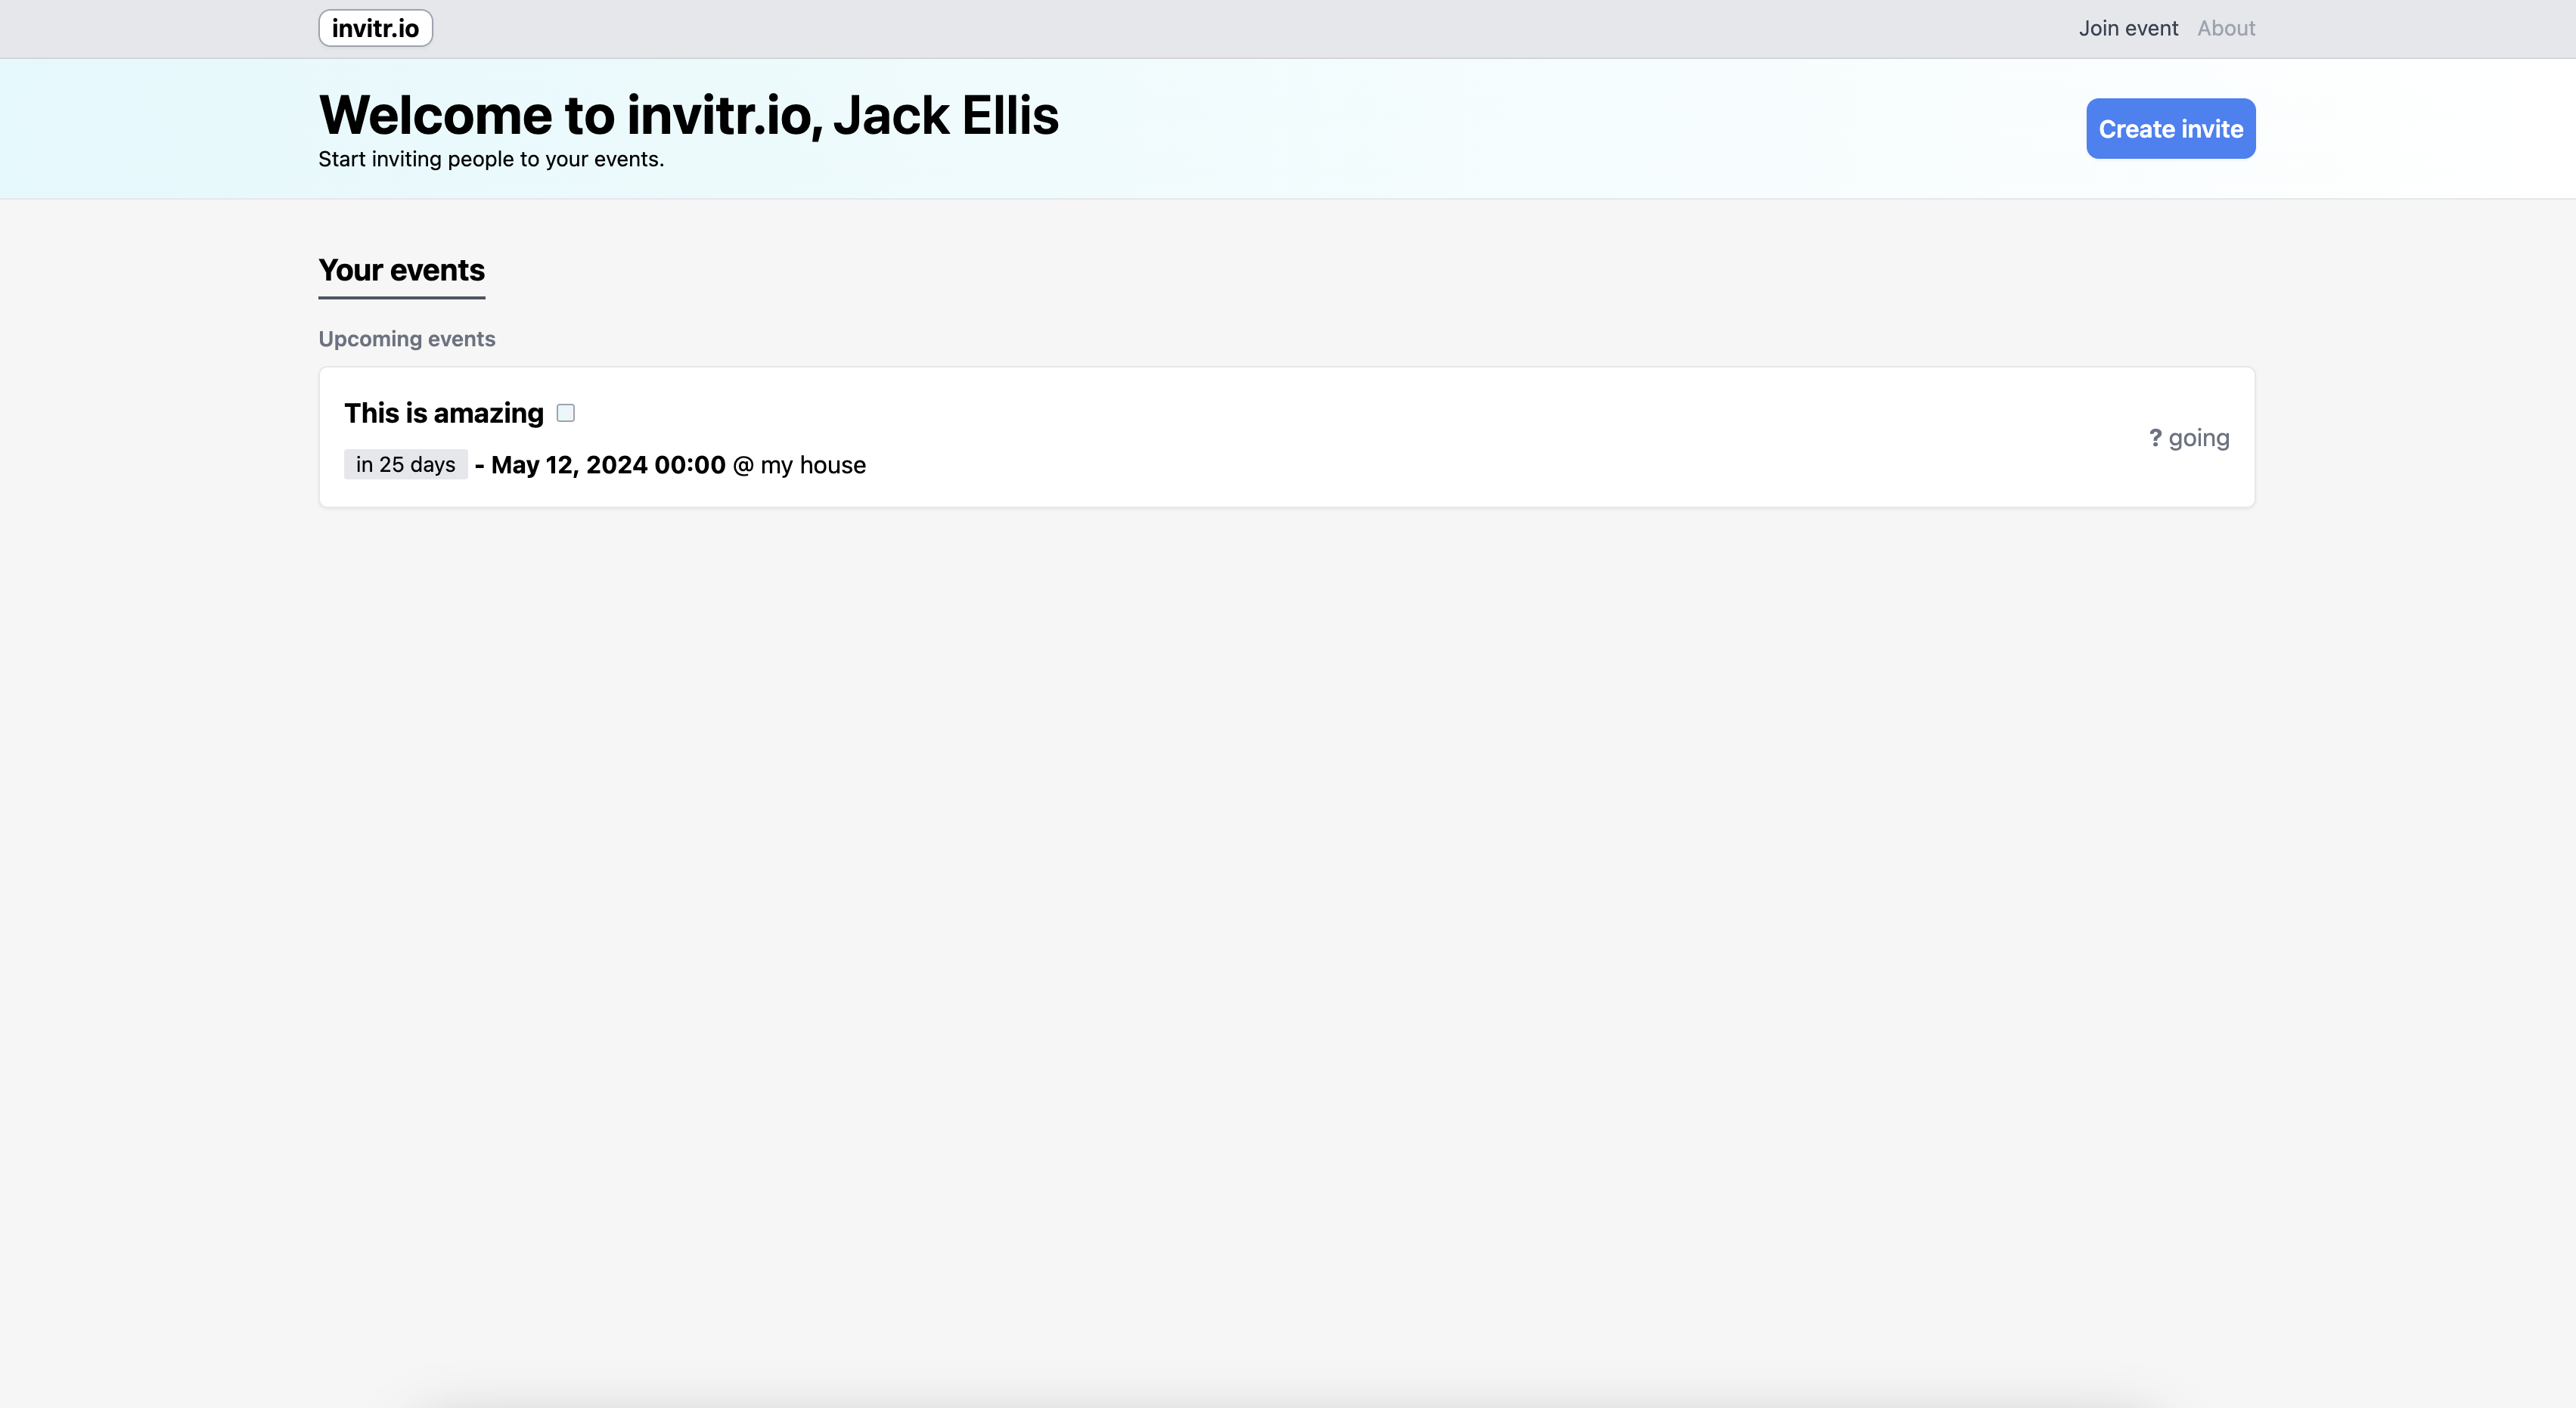 invitr.io
Join event
About
Welcome to invitr.io, Jack Ellis
Start inviting people to your events.
Create invite
Your events
Upcoming events
This is amazing
in 25 days - May 12, 2024 00:00 @ my house
? going